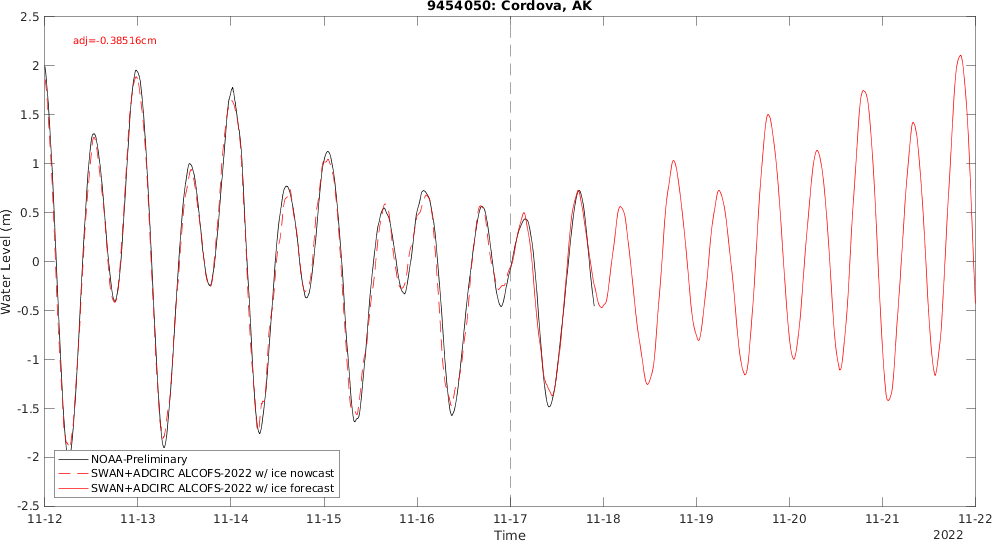 9454050: Cordova, AK
adj=-0.38516cm
2.5
2
1.5
1
0.5
0
-0.5
-1
-1.5
-2
-2.5
Water Level (m)
NOAA-Preliminary
SWAN+ADCIRC ALCOFS-2022 w/ ice nowcast
SWAN+ADCIRC ALCOFS-2022 w/ ice forecast
11-12 11-13 11-14 11-15 11-16 11-17 11-18 11-19 11-20 11-21 11-22
Time
2022